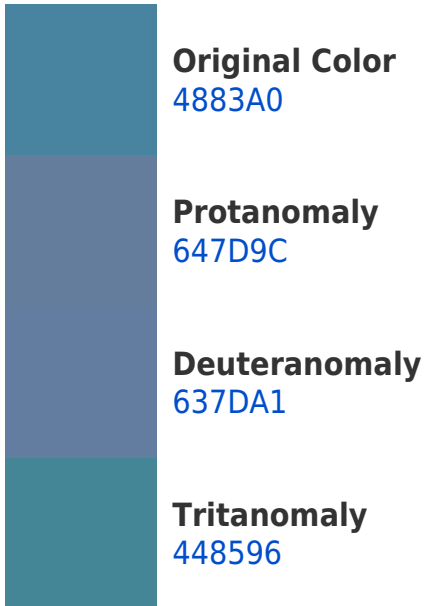 Original Color
4883A0
Protanomaly
647D9C
Deuteranomaly
637DA1
Tritanomaly
448596